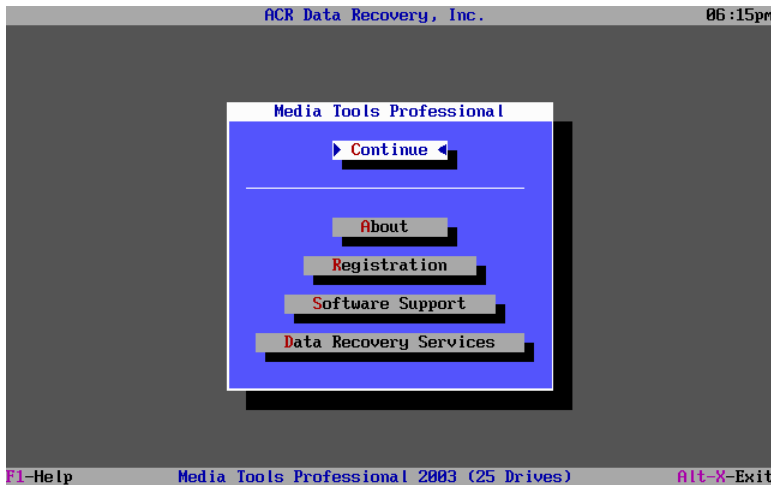 ACR Data Recovery, Inc. 06:15pm
Media Tools Professional
Continue
About
Registration
Software Support
Data Recovery Services
F1-Help Media Tools Professional 2003 (25 Drives) Alt-X-Exit